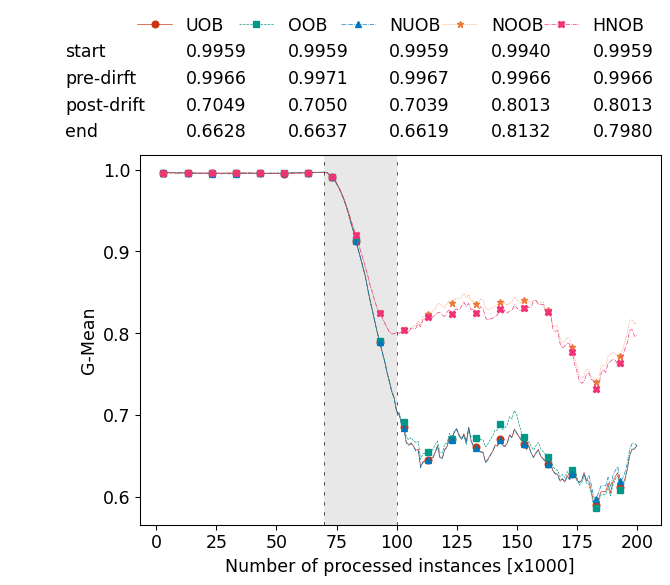 UOB OOB NUOB NOOB HNOB
start 0.9959 0.9959 0.9959 0.9940 0.9959
pre-dirft 0.9966 0.9971 0.9967 0.9966 0.9966
post-drift 0.7049 0.7050 0.7039 0.8013 0.8013
end 0.6628 0.6637 0.6619 0.8132 0.7980
1.0
0.9
0.8
0.7
0.6
G-Mean
0 25 50 75 100 125 150 175 200
Number of processed instances [x1000]